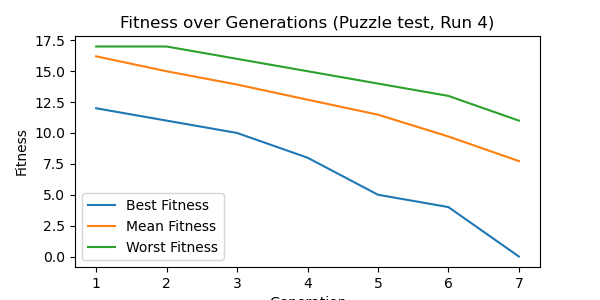 Fitness over Generations (Puzzle test, Run 4)
Fitness
17.5
15.0
12.5
10.0
7.5
5.0
2.5
0.0
Best Fitness
Mean Fitness
Worst Fitness
1 2 3 4 5 6 7
Generation